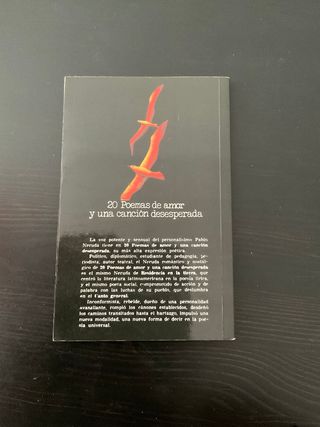 20 Poemas de amor
y una canción desesperada
La voz potente y sensual del personalísimo Pablo
Neruda tiene en 20 Poemas de amor y una canción
desesperada, su más alta expresión poética.
Político, diplomático, estudiante de pedagogía, pe-
riodista, autor teatral, el Neruda romántico y nostál-
gico de 20 Poemas de amor y una canción desesperada
es el mismo Neruda de Residencia en la tierra, que
centró la literatura latinoamericana en la poesía lírica,
y el mismo poeta social, comprometido de acción y de
palabra con las luchas de su pueblo, que deslumbra
en el Canto general.
Inconformista, rebelde, dueño de una personalidad
avasallante, rompió los cánones establecidos, desdeñó
los caminos transitados hasta el hartazgo, impulsó una
nueva modalidad, una nueva forma de decir en la poe-
sía universal.